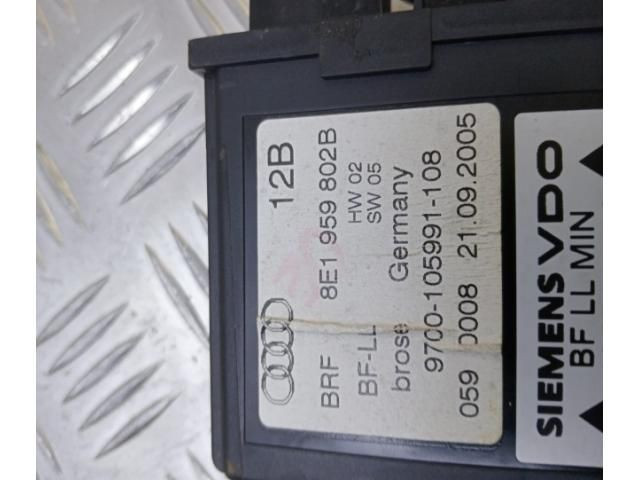 12B
BRF 8E1 959 802B
BF-LL HW 02
SW 05
brose Germany
9700-105991-108
059 0008 21.09.2005
SIEMENS VDO
BF LL MIN